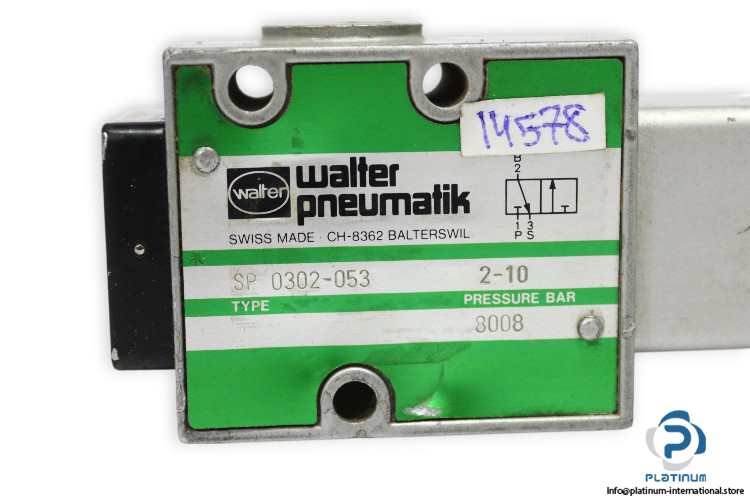 14578
walter
walter
pneumatik
B
2
1 3
P S
SWISS MADE · CH-8362 BALTERSWIL
SP 0302-053 2-10
TYPE PRESSURE BAR
8008
PLATINUM
Info@platinum-international.store